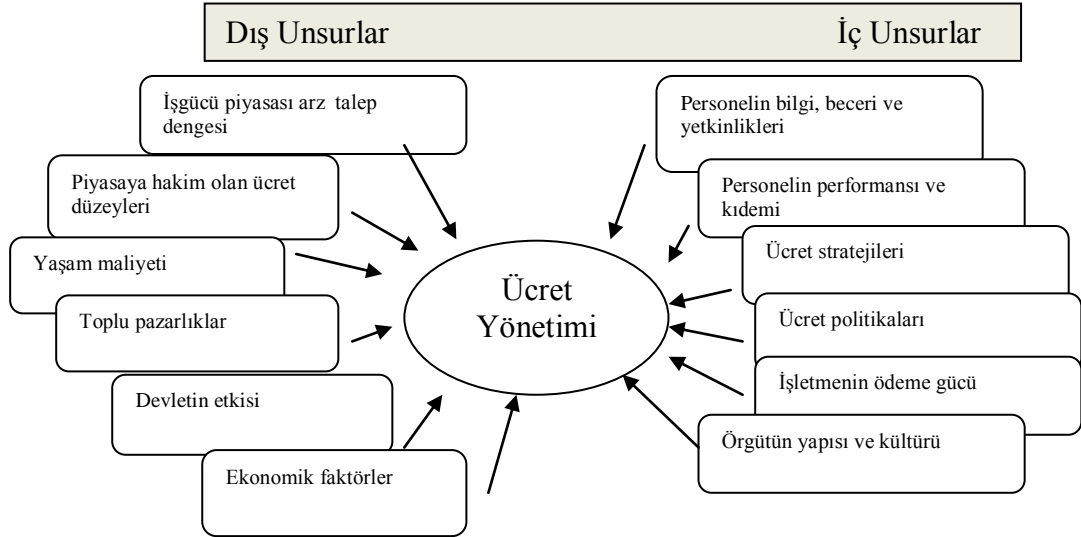 Dış Unsurlar İç Unsurlar
İşgücü piyasası arz talep
dengesi
Piyasaya hakim olan ücret
düzeyleri
Yaşam maliyeti
Toplu pazarlıklar
Devletin etkisi
Ekonomik faktörler
Ücret
Yönetimi
Personelin bilgi, beceri ve
yetkinlikleri
Personelin performansı ve
kıdemi
Ücret stratejileri
Ücret politikaları
İşletmenin ödeme gücü
Örgütün yapısı ve kültürü